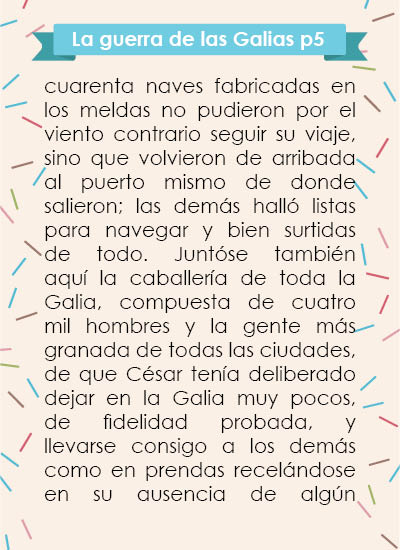 La guerra de las Galias p5
cuarenta naves fabricadas en
los meldas no pudieron por el
viento contrario seguir su viaje,
sino que volvieron de arribada
al puerto mismo de donde
salieron; las demás halló listas
para navegar y bien surtidas
de todo. Juntóse también
aquí la caballería de toda la
Galia, compuesta de cuatro
mil hombres y la gente más
granada de todas las ciudades,
de que César tenía deliberado
dejar en la Galia muy pocos,
de fidelidad probada, y
llevarse consigo a los demás
como en prendas recelándose
en su ausencia de algún